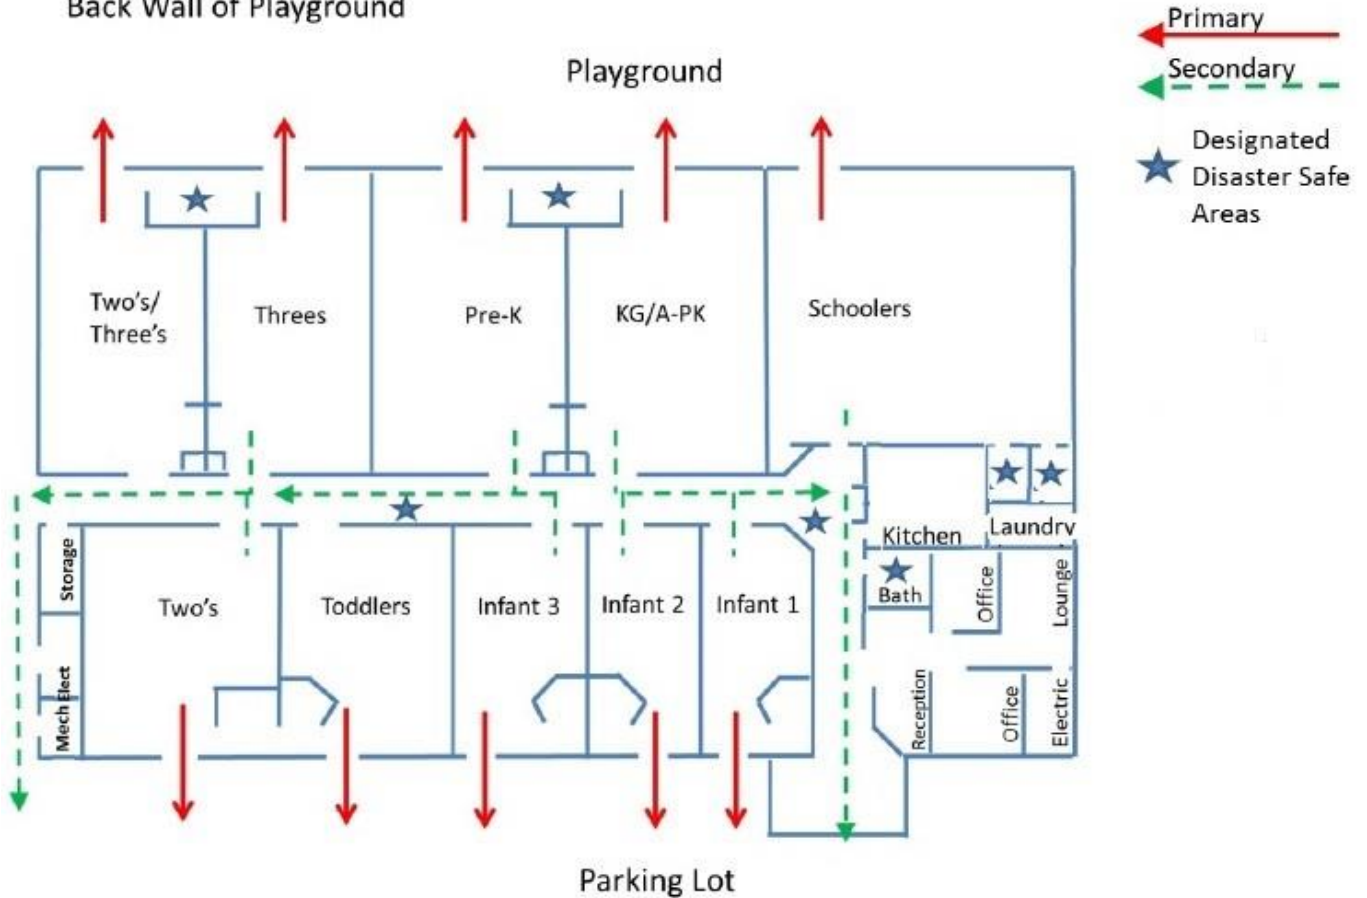 Back Wall of Playground
Primary
Secondary
Designated
Disaster Safe
Areas
Playground
Two's/
Three's
Threes
Pre-K
KG/A-PK
Schoolers
Storage
Mech Elect
Two's
Toddlers
Infant 3
Infant 2
Infant 1
Kitchen
Laundry
Bath
Office
Lounge
Reception
Office
Electric
Parking Lot